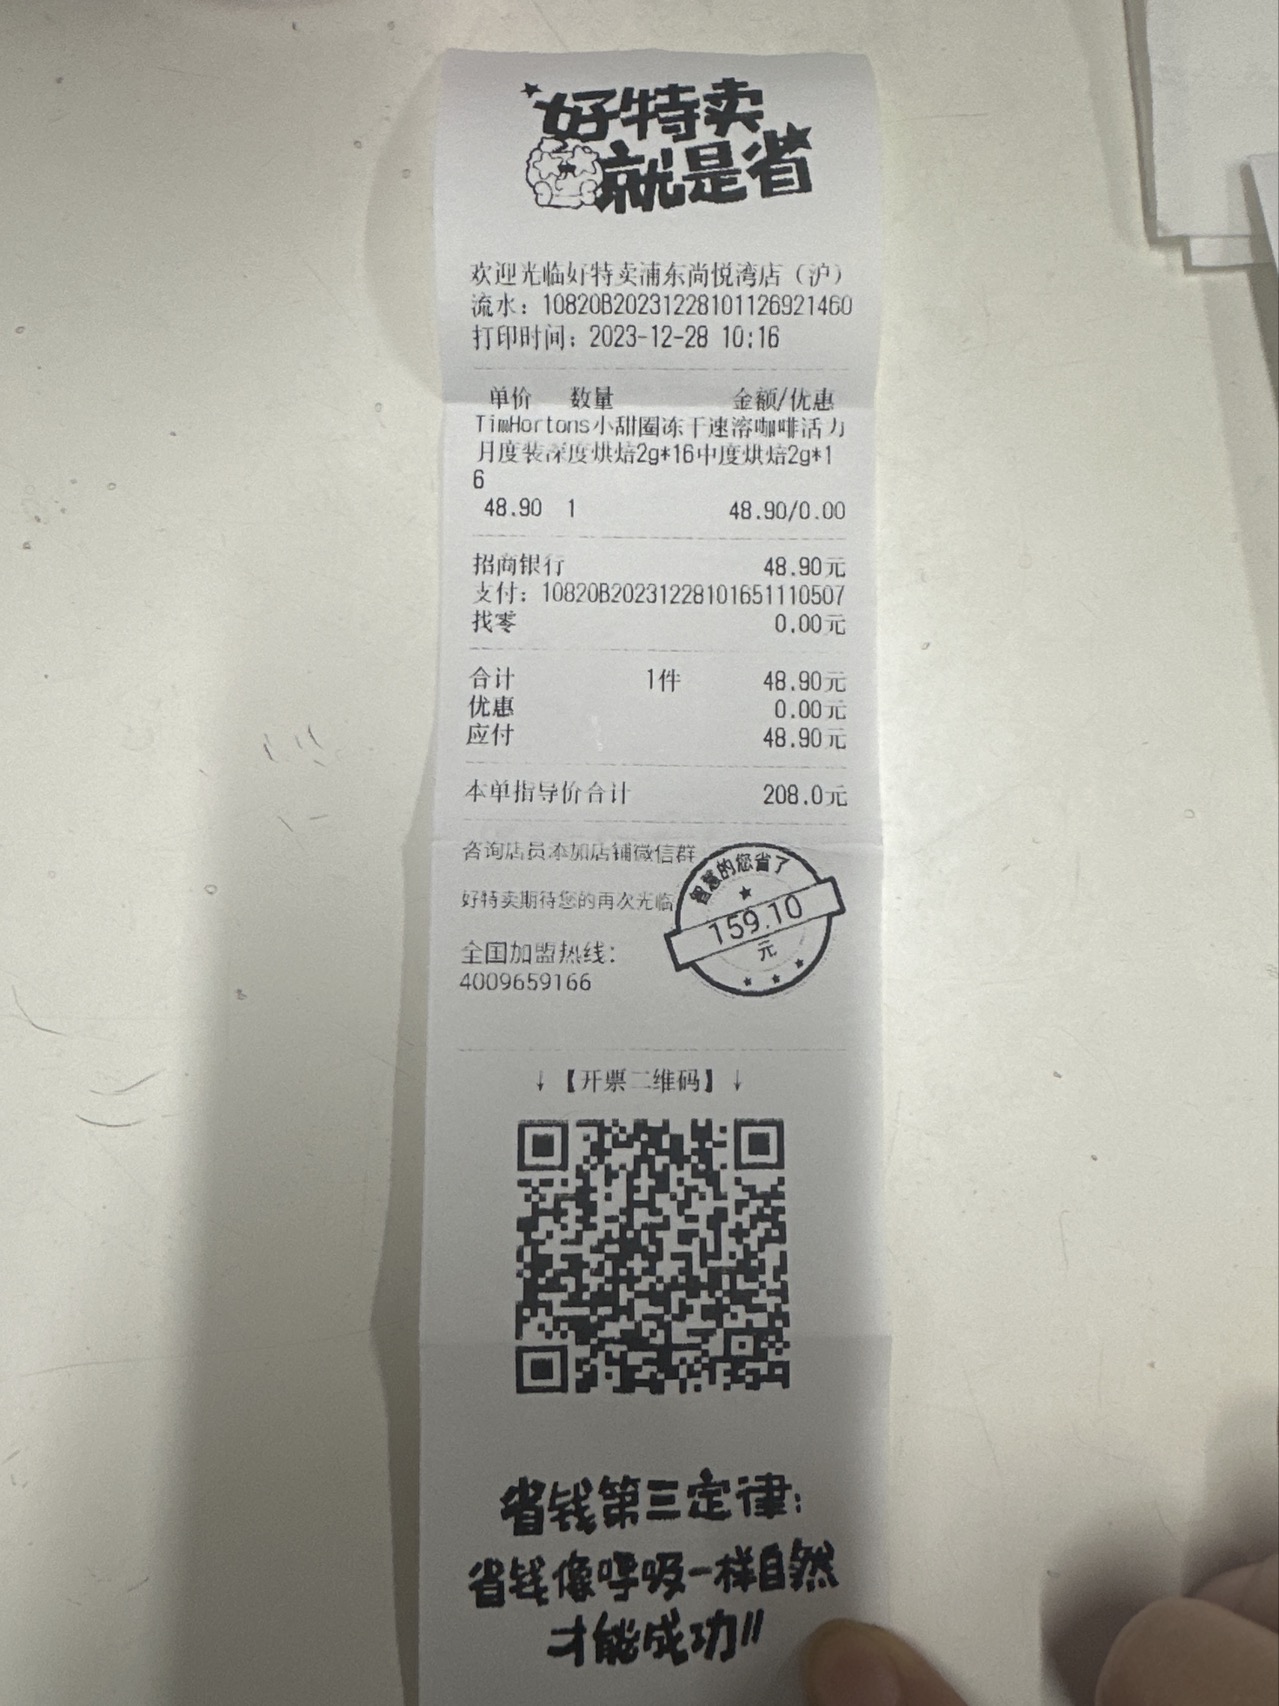 好特卖
就是省
欢迎光临好特卖浦东尚悦湾店（沪）
流水：10820B20231228101126921460
打印时间：2023-12-28 10:16
单价 数量 金额/优惠
TimHortons小甜圈冻干速溶咖啡活力
月度装深度烘焙2g*16中度烘焙2g*1
6
48.90 1 48.90/0.00
招商银行 48.90元
支付：10820B202312281016511110507
找零 0.00元
合计 1件 48.90元
优惠 0.00元
应付 48.90元
本单指导价合计 208.0元
咨询店员添加店铺微信群
好特卖期待您的再次光临
智慧的您省了
159.10
元
全国加盟热线：
4009659166
↓【开票二维码】↓
省钱第三定律：
省钱像呼吸一样自然
才能成功!!